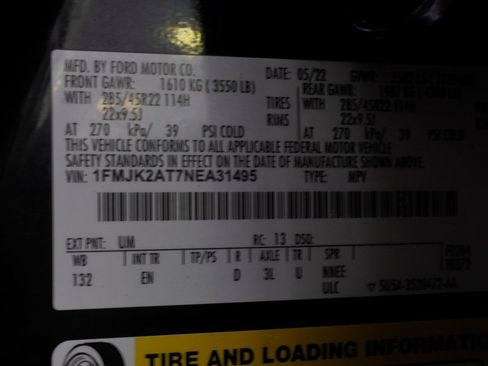 MFD. BY FORD MOTOR CO.
DATE: 05/22 GVWR:
FRONT GAWR: 1610 KG ( 3550 LB) REAR GAWR:
WITH 285/45R22 114H TIRES WITH 285/45R22 114H
22x9.5J RIMS 22x9.5J
AT 270 kPa/ 39 PSI COLD AT 270 kPa/ 39 PSI COLD
THIS VEHICLE CONFORMS TO ALL APPLICABLE FEDERAL MOTOR VEHICLE
SAFETY STANDARDS IN EFFECT ON THE DATE OF MANUFACTURE SHOWN ABOVE
VIN: 1FMJK2AT7NEA31495 TYPE: MPV
EXT PNT: UM RC: 13 DSO:
WB INT TR TP/PS R AXLE TR SPR
132 EN D 3L U NNEE
ULC
TIRE AND LOADING INFORMATION